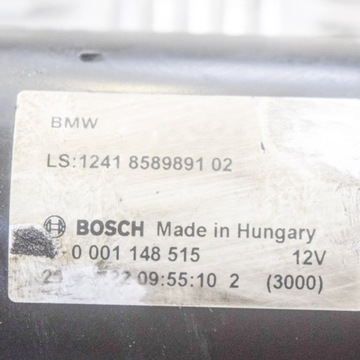 BMW
LS:1241 8589891 02
BOSCH Made in Hungary
0 001 148 515 12V
09:55:10 2 (3000)